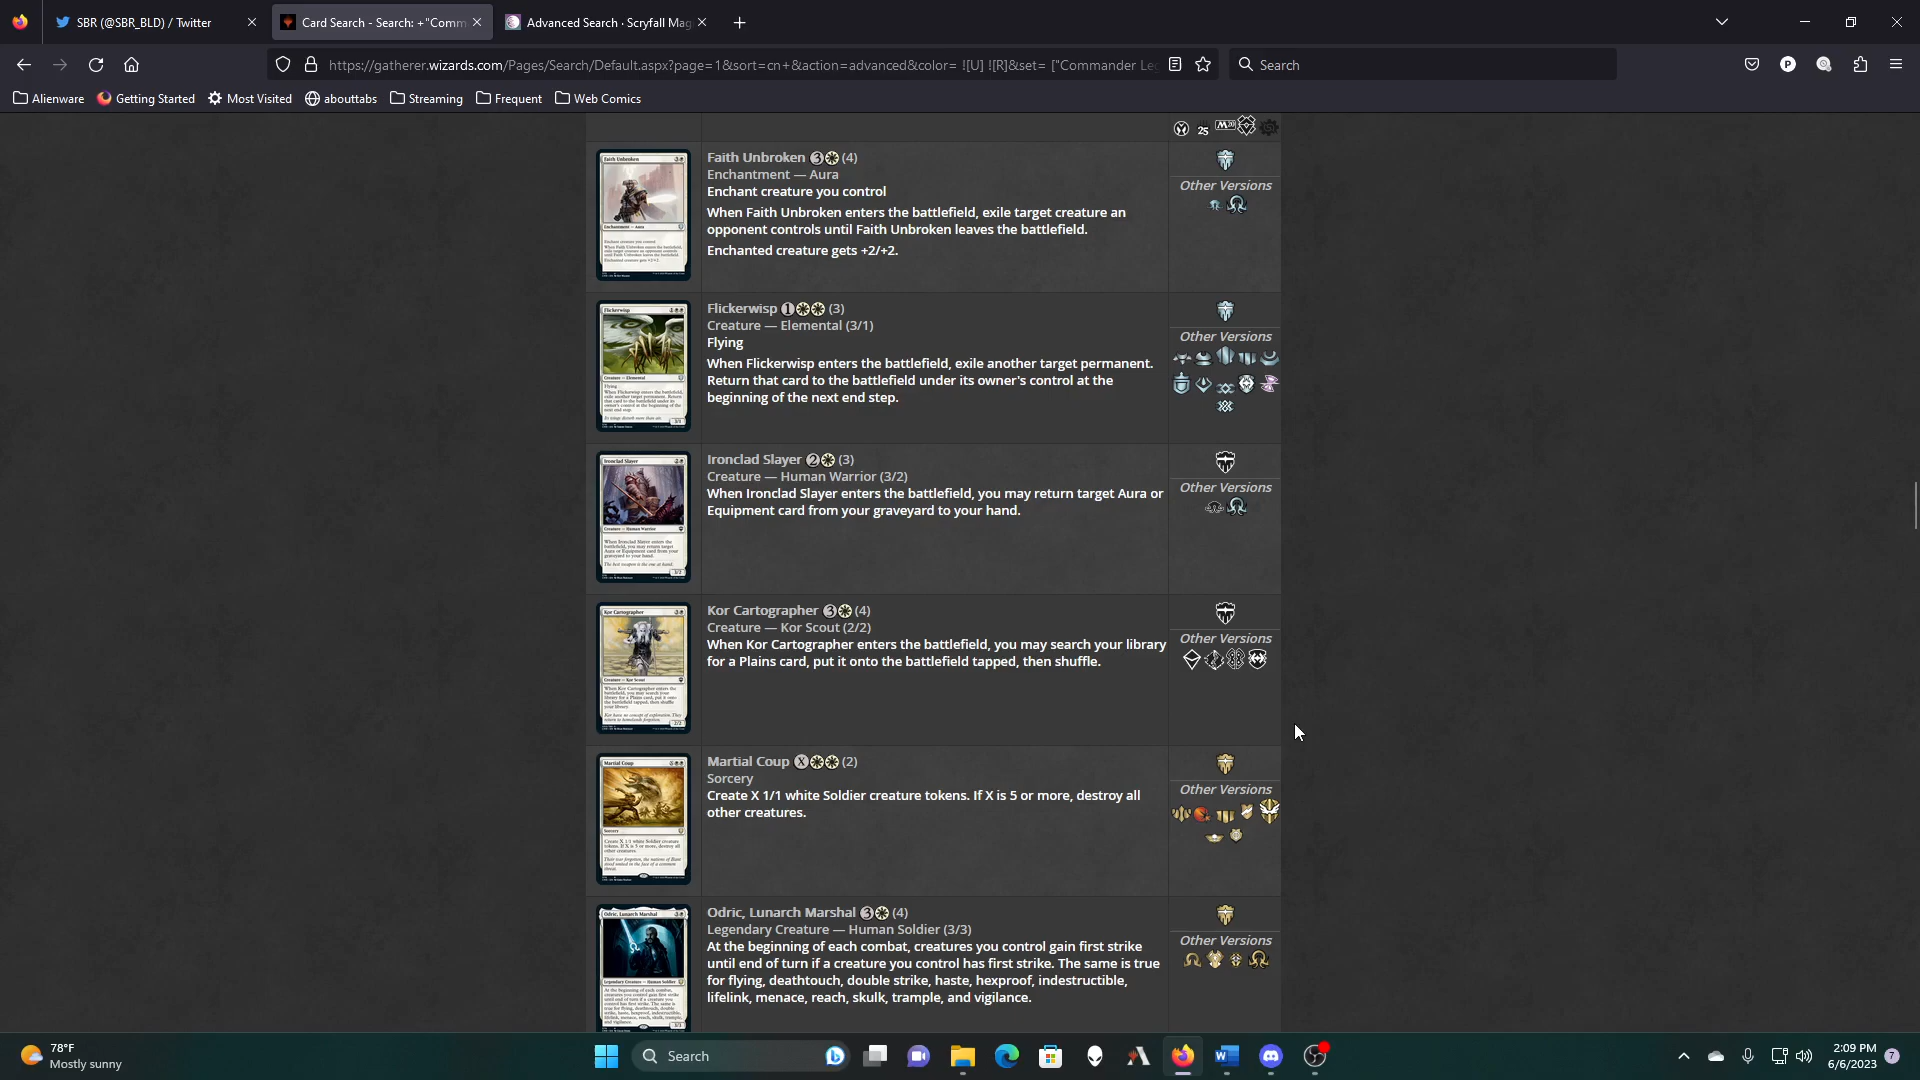 SBR (@SBR_BLD) / Twitter
Card Search - Search: +"Comm
Advanced Search · Scryfall Mag
https://gatherer.wizards.com/Pages/Search/Default.aspx?page=1&sort=cn+&action=advanced&color= ![U] ![R]&set= ["Commander Leg
Search
Alienware
Getting Started
Most Visited
abouttabs
Streaming
Frequent
Web Comics
25 M20
Faith Unbroken 3 (4)
Enchantment — Aura
Enchant creature you control
When Faith Unbroken enters the battlefield, exile target creature an
opponent controls until Faith Unbroken leaves the battlefield.
Enchanted creature gets +2/+2.
Other Versions
Flickerwisp 1 (3)
Creature — Elemental (3/1)
Flying
When Flickerwisp enters the battlefield, exile another target permanent.
Return that card to the battlefield under its owner's control at the
beginning of the next end step.
Other Versions
Ironclad Slayer 2 (3)
Creature — Human Warrior (3/2)
When Ironclad Slayer enters the battlefield, you may return target Aura or
Equipment card from your graveyard to your hand.
Other Versions
Kor Cartographer 3 (4)
Creature — Kor Scout (2/2)
When Kor Cartographer enters the battlefield, you may search your library
for a Plains card, put it onto the battlefield tapped, then shuffle.
Other Versions
Martial Coup X (2)
Sorcery
Create X 1/1 white Soldier creature tokens. If X is 5 or more, destroy all
other creatures.
Other Versions
Odric, Lunarch Marshal 3 (4)
Legendary Creature — Human Soldier (3/3)
At the beginning of each combat, creatures you control gain first strike
until end of turn if a creature you control has first strike. The same is true
for flying, deathtouch, double strike, haste, hexproof, indestructible,
lifelink, menace, reach, skulk, trample, and vigilance.
Other Versions
78°F
Mostly sunny
Search
2:09 PM
6/6/2023
7